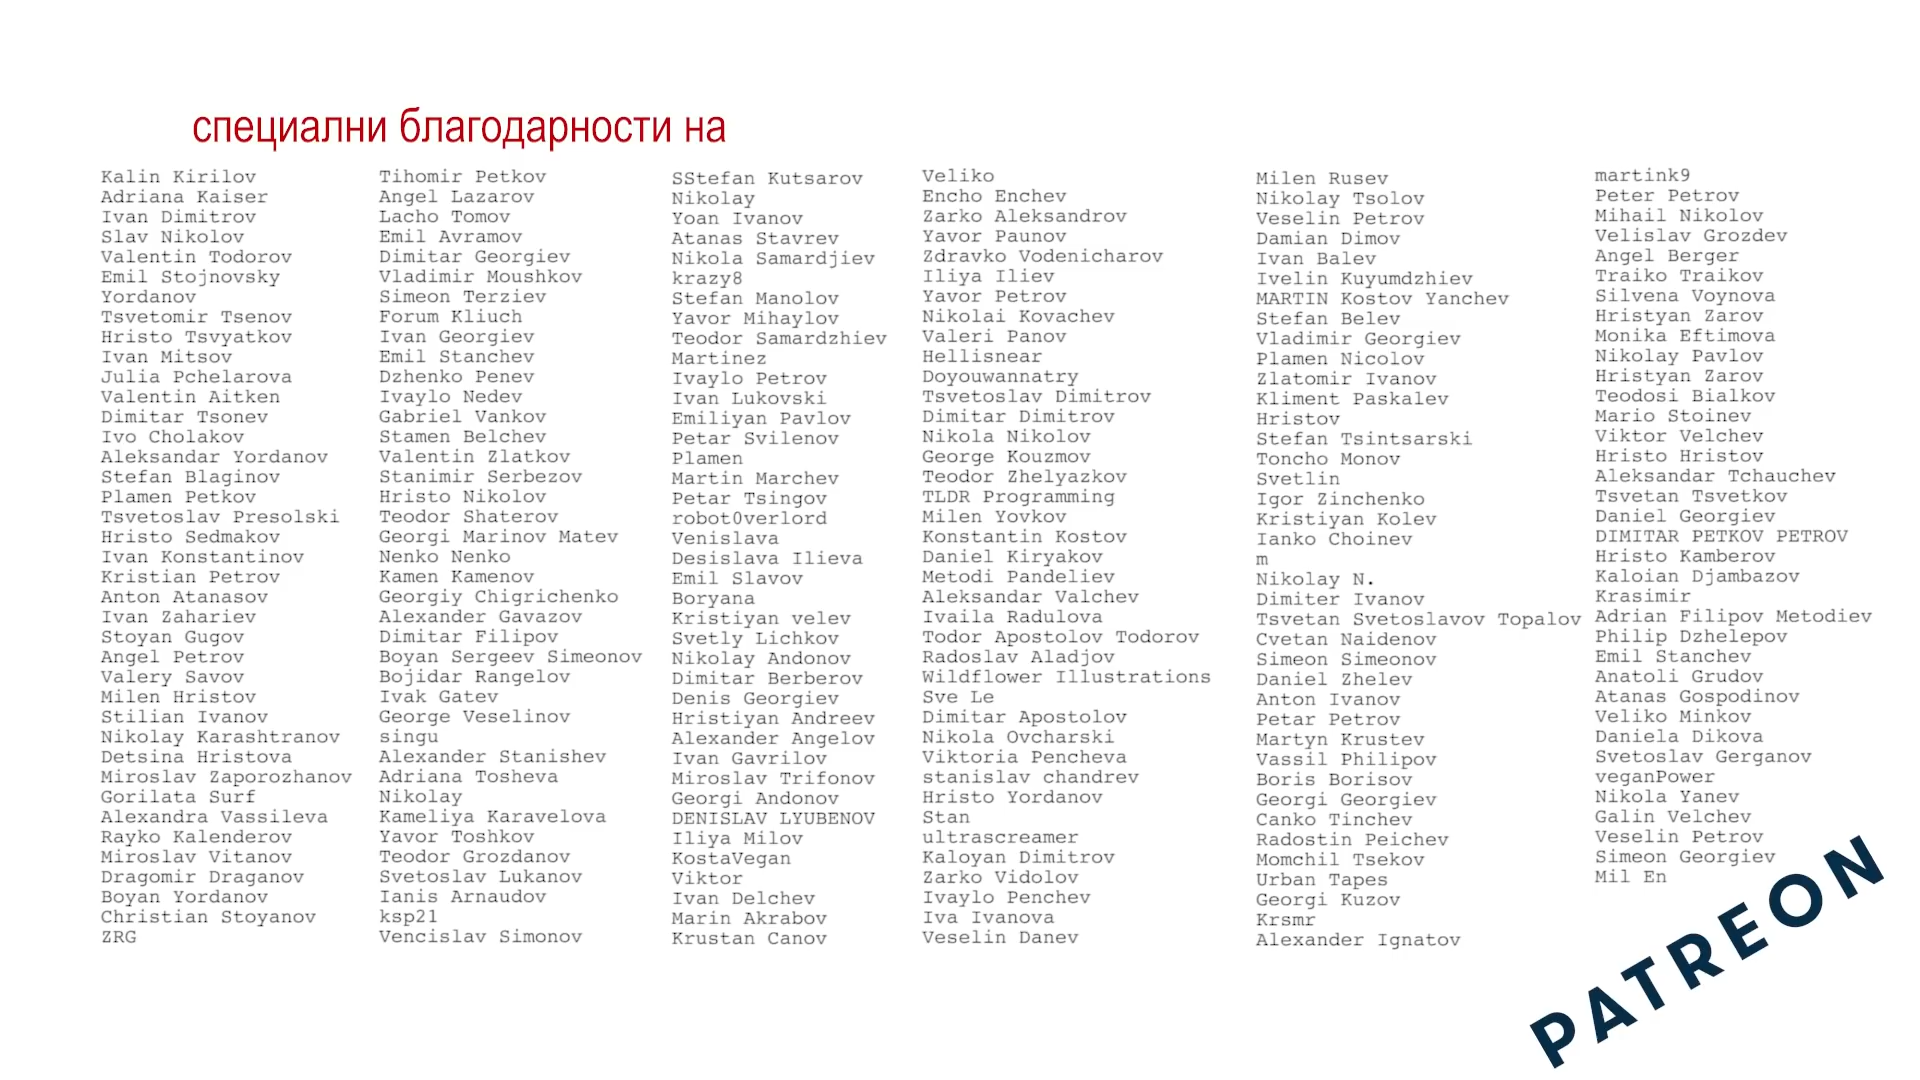 специални благодарности на
Kalin Kirilov
Adriana Kaiser
Ivan Dimitrov
Slav Nikolov
Valentin Todorov
Emil Stojnovsky
Yordanov
Tsvetomir Tsenov
Hristo Tsvyatkov
Ivan Mitsov
Julia Pchelarova
Valentin Aitken
Dimitar Tsonev
Ivo Cholakov
Aleksandar Yordanov
Stefan Blaginov
Plamen Petkov
Tsvetoslav Presolski
Hristo Sedmakov
Ivan Konstantinov
Kristian Petrov
Anton Atanasov
Ivan Zahariev
Stoyan Gugov
Angel Petrov
Valery Savov
Milen Hristov
Stilian Ivanov
Nikolay Karashtranov
Detsina Hristova
Miroslav Zaporozhanov
Gorilata Surf
Alexandra Vassileva
Rayko Kalenderov
Miroslav Vitanov
Dragomir Draganov
Boyan Yordanov
Christian Stoyanov
ZRG
Tihomir Petkov
Angel Lazarov
Lacho Tomov
Emil Avramov
Dimitar Georgiev
Vladimir Moushkov
Simeon Terziev
Forum Kliuch
Ivan Georgiev
Emil Stanchev
Dzhenko Penev
Ivaylo Nedev
Gabriel Vankov
Stamen Belchev
Valentin Zlatkov
Stanimir Serbezov
Hristo Nikolov
Teodor Shaterov
Georgi Marinov Matev
Nenko Nenko
Kamen Kamenov
Georgiy Chigrichenko
Alexander Gavazov
Dimitar Filipov
Boyan Sergeev Simeonov
Bojidar Rangelov
Ivak Gatev
George Veselinov
singu
Alexander Stanishev
Adriana Tosheva
Nikolay
Kameliya Karavelova
Yavor Toshkov
Teodor Grozdanov
Svetoslav Lukanov
Ianis Arnaudov
ksp21
Vencislav Simonov
SStefan Kutsarov
Nikolay
Yoan Ivanov
Atanas Stavrev
Nikola Samardjiev
krazy8
Stefan Manolov
Yavor Mihaylov
Teodor Samardzhiev
Martinez
Ivaylo Petrov
Ivan Lukovski
Emiliyan Pavlov
Petar Svilenov
Plamen
Martin Marchev
Petar Tsingov
robot0verlord
Venislava
Desislava Ilieva
Emil Slavov
Boryana
Kristiyan velev
Svetly Lichkov
Nikolay Andonov
Dimitar Berberov
Denis Georgiev
Hristiyan Andreev
Alexander Angelov
Ivan Gavrilov
Miroslav Trifonov
Georgi Andonov
DENISLAV LYUBENOV
Iliya Milov
KostaVegan
Viktor
Ivan Delchev
Marin Akrabov
Krustan Canov
Veliko
Encho Enchev
Zarko Aleksandrov
Yavor Paunov
Zdravko Vodenicharov
Iliya Iliev
Yavor Petrov
Nikolai Kovachev
Valeri Panov
Hellisnear
Doyouwannatry
Tsvetoslav Dimitrov
Dimitar Dimitrov
Nikola Nikolov
George Kouzmov
Teodor Zhelyazkov
TLDR Programming
Milen Yovkov
Konstantin Kostov
Daniel Kiryakov
Metodi Pandeliev
Aleksandar Valchev
Ivaila Radulova
Todor Apostolov Todorov
Radoslav Aladjov
Wildflower Illustrations
Sve Le
Dimitar Apostolov
Nikola Ovcharski
Viktoria Pencheva
stanislav chandrev
Hristo Yordanov
Stan
ultrascreamer
Kaloyan Dimitrov
Zarko Vidolov
Ivaylo Penchev
Iva Ivanova
Veselin Danev
Milen Rusev
Nikolay Tsolov
Veselin Petrov
Damian Dimov
Ivan Balev
Ivelin Kuyumdzhiev
MARTIN Kostov Yanchev
Stefan Belev
Vladimir Georgiev
Plamen Nicolov
Zlatomir Ivanov
Kliment Paskalev
Hristov
Stefan Tsintsarski
Toncho Monov
Svetlin
Igor Zinchenko
Kristiyan Kolev
Ianko Choinev
m
Nikolay N.
Dimiter Ivanov
Tsvetan Svetoslavov Topalov
Cvetan Naidenov
Simeon Simeonov
Daniel Zhelev
Anton Ivanov
Petar Petrov
Martyn Krustev
Vassil Philipov
Boris Borisov
Georgi Georgiev
Canko Tinchev
Radostin Peichev
Momchil Tsekov
Urban Tapes
Georgi Kuzov
Krsmr
Alexander Ignatov
martink9
Peter Petrov
Mihail Nikolov
Velislav Grozdev
Angel Berger
Traiko Traikov
Silvena Voynova
Hristyan Zarov
Monika Eftimova
Nikolay Pavlov
Hristyan Zarov
Teodosi Bialkov
Mario Stoinev
Viktor Velchev
Hristo Hristov
Aleksandar Tchauchev
Tsvetan Tsvetkov
Daniel Georgiev
DIMITAR PETKOV PETROV
Hristo Kamberov
Kaloian Djambazov
Krasimir
Adrian Filipov Metodiev
Philip Dzhelepov
Emil Stanchev
Anatoli Grudov
Atanas Gospodinov
Veliko Minkov
Daniela Dikova
Svetoslav Gerganov
veganPower
Nikola Yanev
Galin Velchev
Veselin Petrov
Simeon Georgiev
Mil En
PATREON